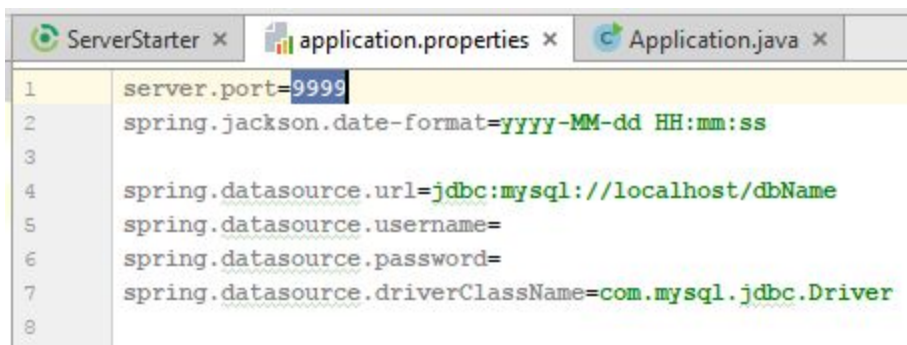 ServerStarter × application.properties × Application.java ×
1 server.port=9999
2 spring.jackson.date-format=yyyy-MM-dd HH:mm:ss
3
4 spring.datasource.url=jdbc:mysql://localhost/dbName
5 spring.datasource.username=
6 spring.datasource.password=
7 spring.datasource.driverClassName=com.mysql.jdbc.Driver
8